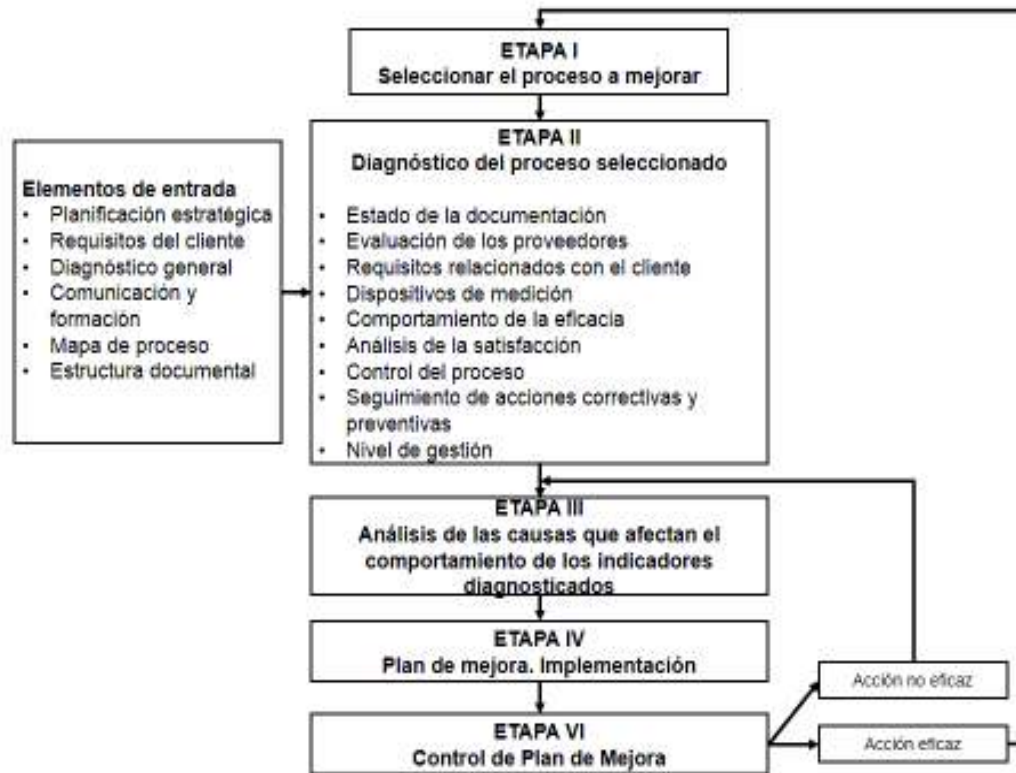 ETAPA I
Seleccionar el proceso a mejorar
ETAPA II
Diagnóstico del proceso seleccionado
Elementos de entrada
• Planificación estratégica
• Requisitos del cliente
• Diagnóstico general
• Comunicación y
formación
• Mapa de proceso
• Estructura documental
• Estado de la documentación
• Evaluación de los proveedores
• Requisitos relacionados con el cliente
• Dispositivos de medición
• Comportamiento de la eficacia
• Análisis de la satisfacción
• Control del proceso
• Seguimiento de acciones correctivas y
preventivas
• Nivel de gestión
ETAPA III
Análisis de las causas que afectan el
comportamiento de los indicadores
diagnosticados
ETAPA IV
Plan de mejora. Implementación
ETAPA VI
Control de Plan de Mejora
Acción no eficaz
Acción eficaz